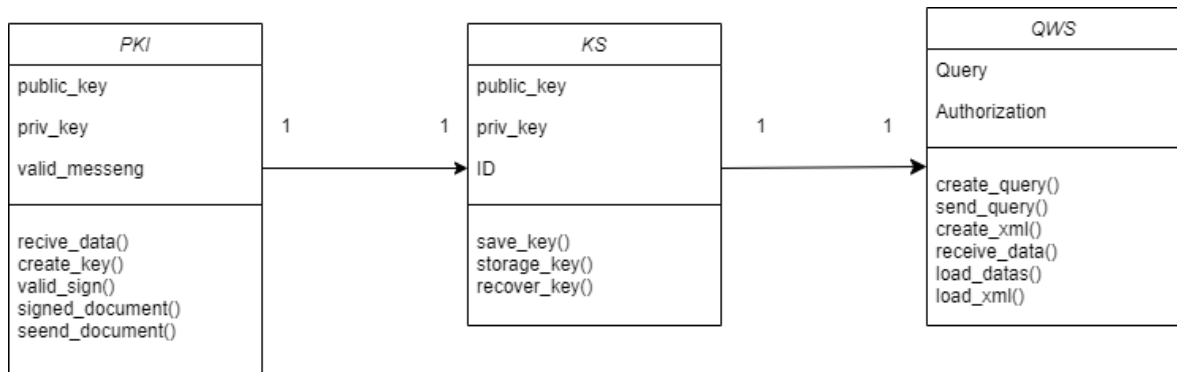 PKI
public_key
priv_key
valid_messeng
recive_data()
create_key()
valid_sign()
signed_document()
seend_document()
1
1
KS
public_key
priv_key
ID
save_key()
storage_key()
recover_key()
1
1
QWS
Query
Authorization
create_query()
send_query()
create_xml()
receive_data()
load_datas()
load_xml()